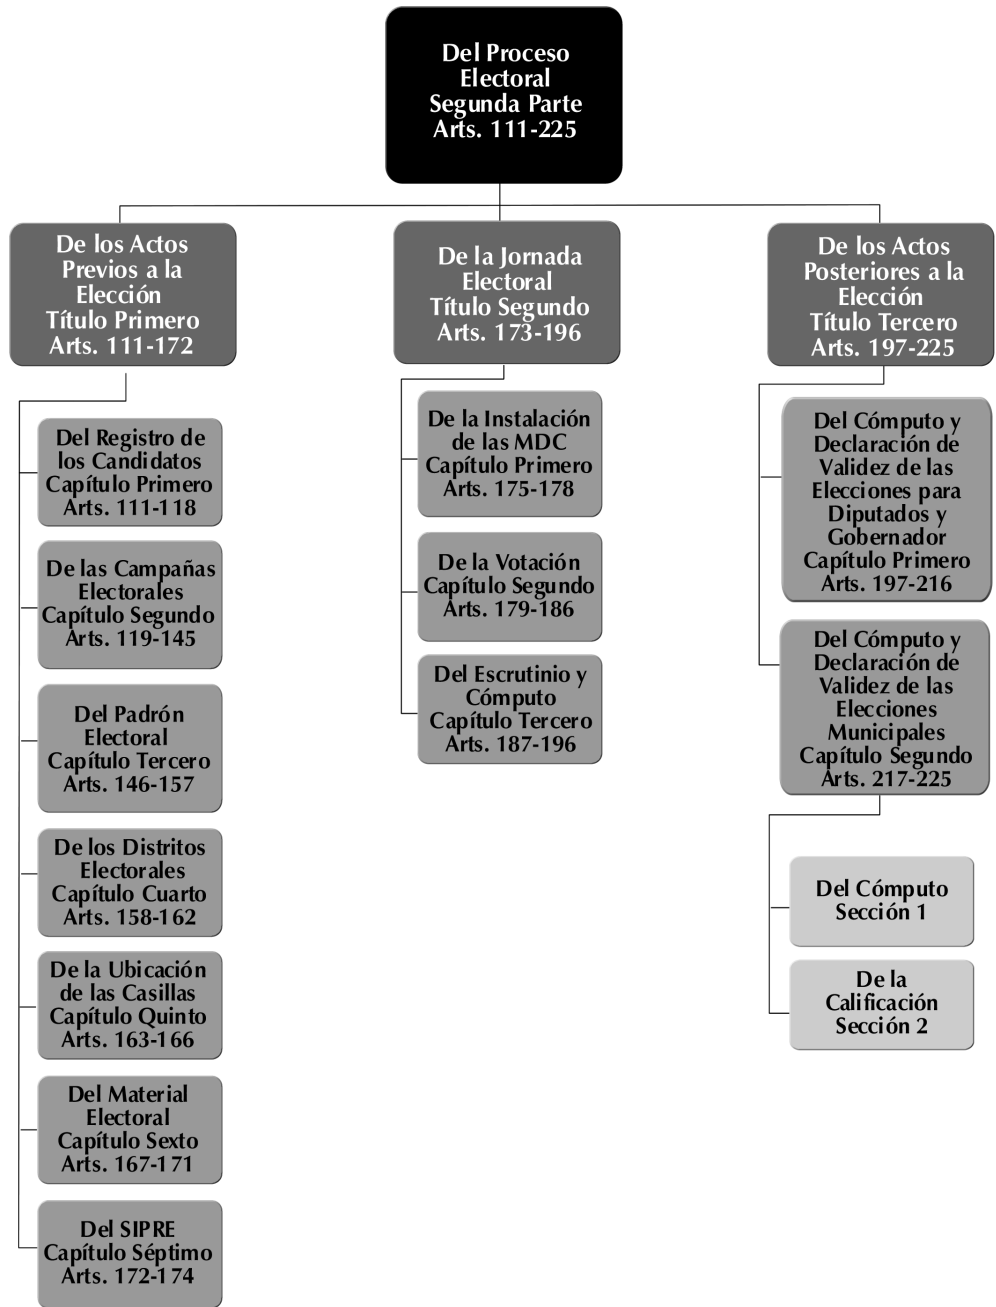 Del Proceso
Electoral
Segunda Parte
Arts. 111-225
De los Actos
Previos a la
Elección
Título Primero
Arts. 111-172
Del Registro de
los Candidatos
Capítulo Primero
Arts. 111-118
De las Campañas
Electorales
Capítulo Segundo
Arts. 119-145
Del Padrón
Electoral
Capítulo Tercero
Arts. 146-157
De los Distritos
Electorales
Capítulo Cuarto
Arts. 158-162
De la Ubicación
de las Casillas
Capítulo Quinto
Arts. 163-166
Del Material
Electoral
Capítulo Sexto
Arts. 167-171
Del SIPRE
Capítulo Séptimo
Arts. 172-174
De la Jornada
Electoral
Título Segundo
Arts. 173-196
De la Instalación
de las MDC
Capítulo Primero
Arts. 175-178
De la Votación
Capítulo Segundo
Arts. 179-186
Del Escrutinio y
Cómputo
Capítulo Tercero
Arts. 187-196
De los Actos
Posteriores a la
Elección
Título Tercero
Arts. 197-225
Del Cómputo y
Declaración de
Validez de las
Elecciones para
Diputados y
Gobernador
Capítulo Primero
Arts. 197-216
Del Cómputo y
Declaración de
Validez de las
Elecciones
Municipales
Capítulo Segundo
Arts. 217-225
Del Cómputo
Sección 1
De la
Calificación
Sección 2